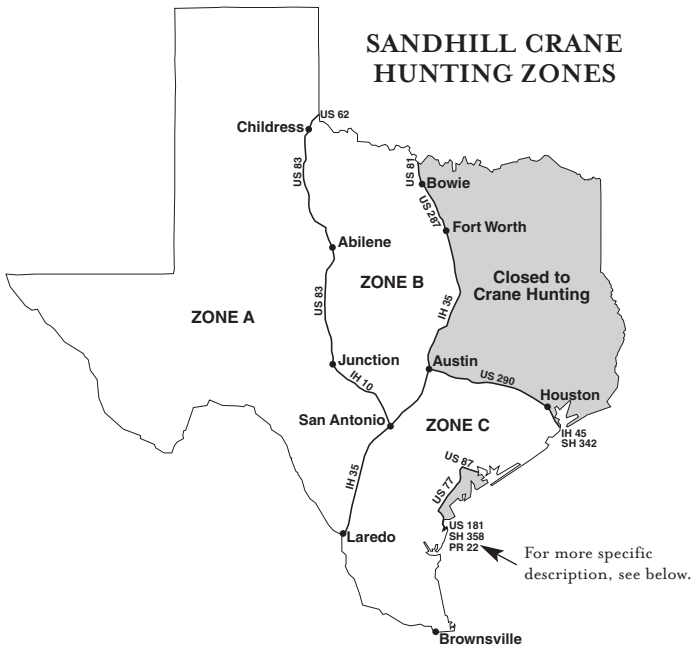 SANDHILL CRANE
HUNTING ZONES
US 62
Childress
US 83
US 81
Bowie
US 287
Fort Worth
Abilene
ZONE B
Closed to
Crane Hunting
US 83
IH 35
ZONE A
Junction
Austin
IH 10
US 290
Houston
San Antonio
ZONE C
IH 45
SH 342
US 87
IH 35
US 77
US 181
SH 358
PR 22
Laredo
For more specific
description, see below.
Brownsville